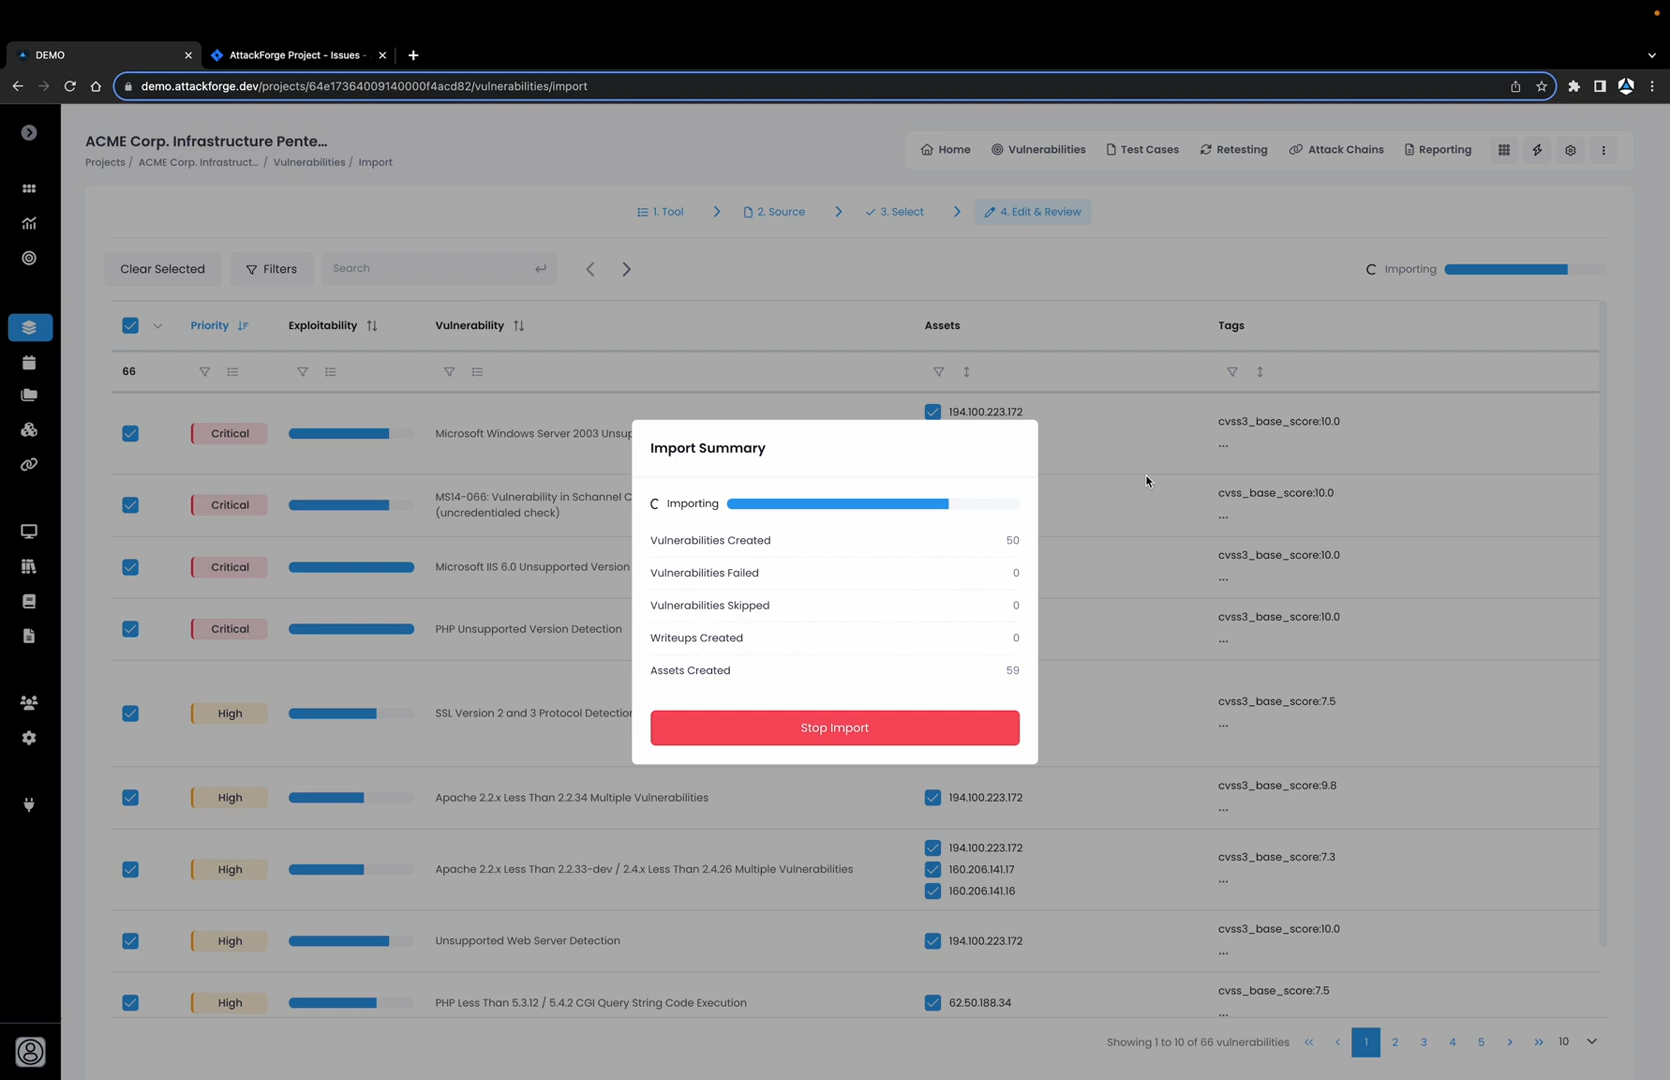 DEMO
AttackForge Project - Issues -
demo.attackforge.dev/projects/64e17364009140000f4acd82/vulnerabilities/import
ACME Corp. Infrastructure Pente...
Projects / ACME Corp. Infrastruct... / Vulnerabilities / Import
Home Vulnerabilities Test Cases Retesting Attack Chains Reporting
1. Tool 2. Source 3. Select 4. Edit & Review
Clear Selected Filters Search Importing
Priority Exploitability Vulnerability Assets Tags
66
194.100.223.172
Critical Microsoft Windows Server 2003 Unsup
cvss3_base_score:10.0
...
Critical MS14-066: Vulnerability in Schannel C
(uncredentialed check)
cvss_base_score:10.0
...
Critical Microsoft IIS 6.0 Unsupported Version
cvss3_base_score:10.0
...
Critical PHP Unsupported Version Detection
cvss3_base_score:10.0
...
High SSL Version 2 and 3 Protocol Detection
cvss3_base_score:7.5
...
Import Summary
Importing
Vulnerabilities Created 50
Vulnerabilities Failed 0
Vulnerabilities Skipped 0
Writeups Created 0
Assets Created 59
Stop Import
High Apache 2.2.x Less Than 2.2.34 Multiple Vulnerabilities 194.100.223.172
cvss3_base_score:9.8
...
High Apache 2.2.x Less Than 2.2.33-dev / 2.4.x Less Than 2.4.26 Multiple Vulnerabilities
194.100.223.172
160.206.141.17
160.206.141.16
cvss3_base_score:7.3
...
High Unsupported Web Server Detection 194.100.223.172
cvss3_base_score:10.0
...
High PHP Less Than 5.3.12 / 5.4.2 CGI Query String Code Execution 62.50.188.34
cvss_base_score:7.5
...
Showing 1 to 10 of 66 vulnerabilities « ‹ 1 2 3 4 5 › » 10